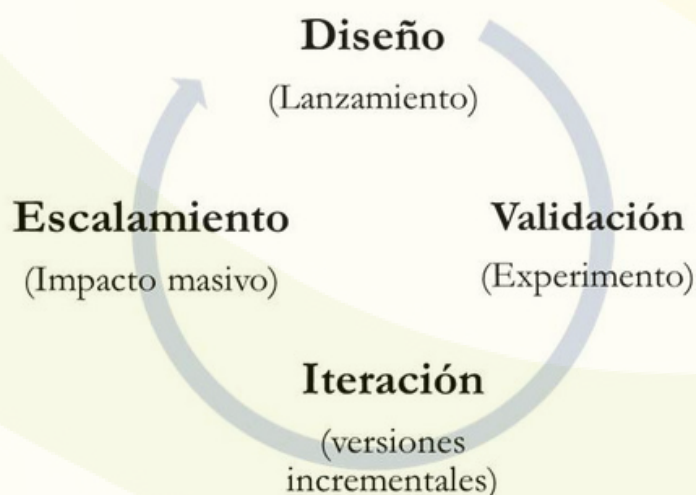 Diseño
(Lanzamiento)
Escalamiento
(Impacto masivo)
Validación
(Experimento)
Iteración
(versiones
incrementales)